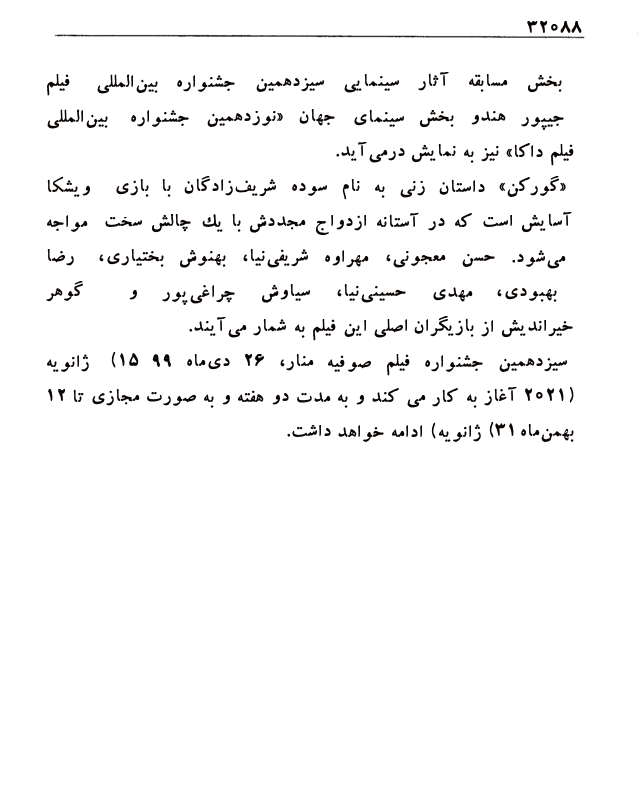 ۳۲۰۸۸
بخش مسابقه آثار سینمایی سیزدهمین جشنواره بین‌المللی فیلم
جیپور هندو بخش سینمای جهان «نوزدهمین جشنواره بین‌المللی
فیلم داکا» نیز به نمایش درمی‌آید.
«گورکن» داستان زنی به نام سوده شریف‌زادگان با بازی ویشکا
آسایش است که در آستانه ازدواج مجددش با یك چالش سخت مواجه
می‌شود. حسن معجونی، مهراوه شریفی‌نیا، بهنوش بختیاری، رضا
بهبودی، مهدی حسینی‌نیا، سیاوش چراغی‌پور و گوهر
خیراندیش از بازیگران اصلی این فیلم به شمار می‌آیند.
سیزدهمین جشنواره فیلم صوفیه منار، ۲۶ دی‌ماه ۹۹ ۱۵) ژانویه
(۲۰۲۱ آغاز به کار می کند و به مدت دو هفته و به صورت مجازی تا ۱۲
بهمن‌ماه ۳۱) ژانویه) ادامه خواهد داشت.